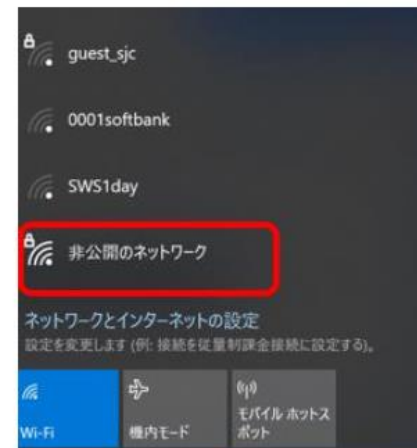 guest_sjc
0001softbank
SWS1day
非公開のネットワーク
ネットワークとインターネットの設定
設定を変更します (例: 接続を従量制課金接続に設定する)。
Wi-Fi
機内モード
モバイル ホットス
ポット